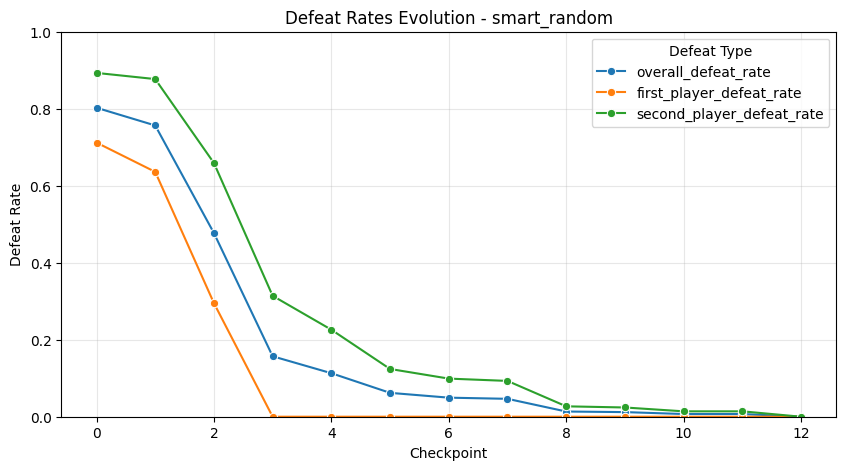 Defeat Rates Evolution - smart_random
Defeat Rate
1.0
0.8
0.6
0.4
0.2
0.0
Defeat Type
overall_defeat_rate
first_player_defeat_rate
second_player_defeat_rate
0 2 4 6 8 10 12
Checkpoint